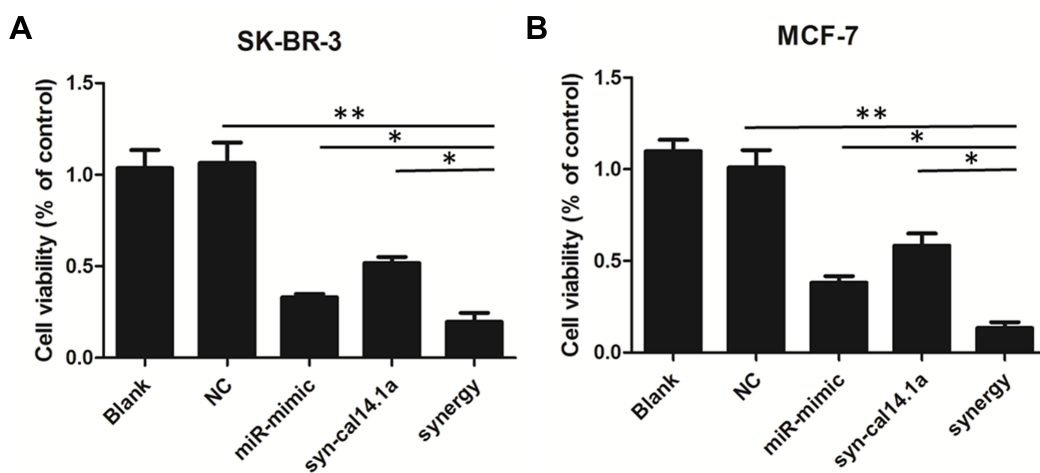 A
SK-BR-3
Cell viability (% of control)
1.5
1.0
0.5
0.0
**
*
*
Blank
NC
miR-mimic
syn-cal14.1a
synergy
B
MCF-7
Cell viability (% of control)
1.5
1.0
0.5
0.0
**
*
*
Blank
NC
miR-mimic
syn-cal14.1a
synergy